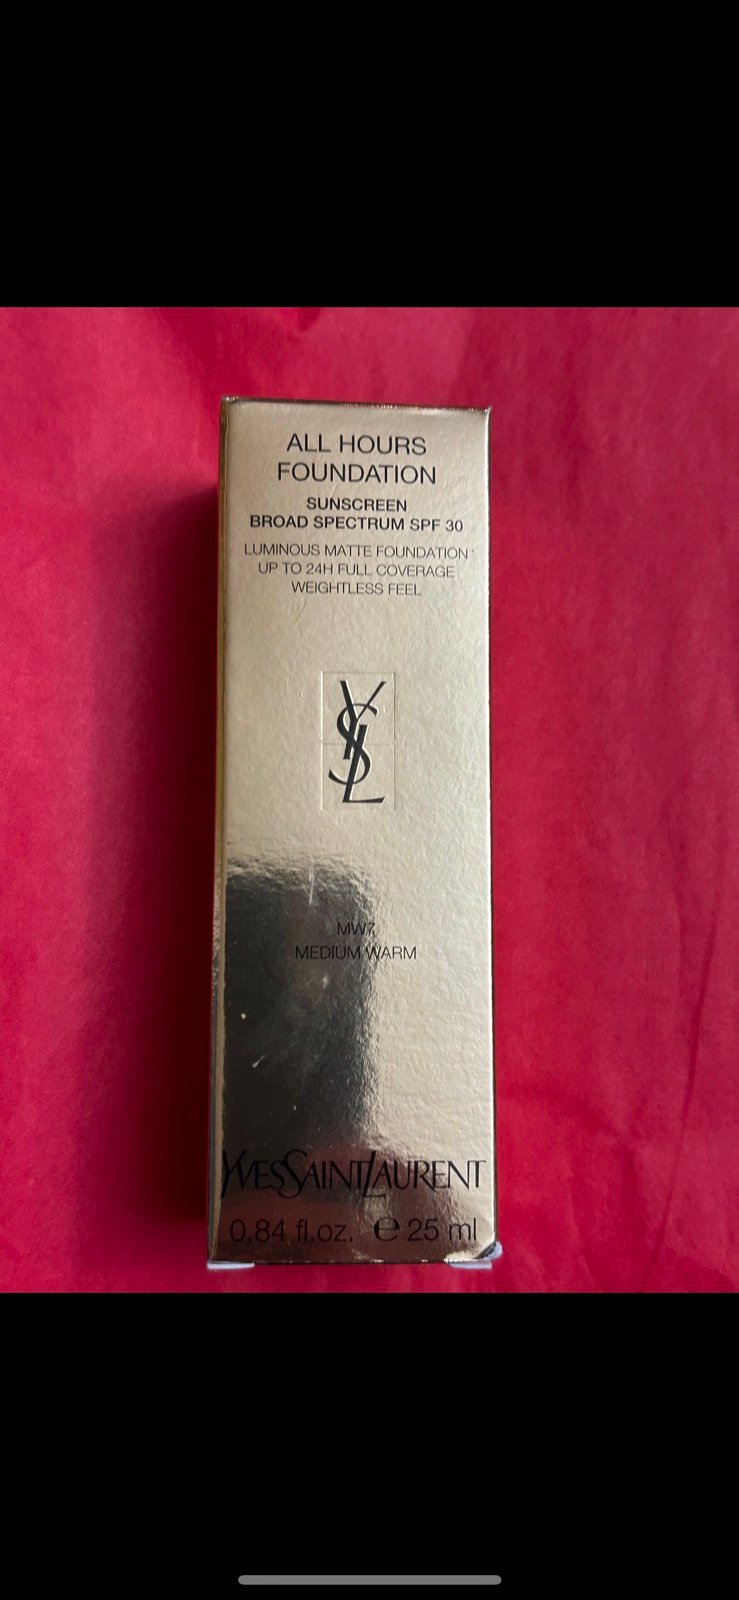 ALL HOURS
FOUNDATION
SUNSCREEN
BROAD SPECTRUM SPF 30
LUMINOUS MATTE FOUNDATION
UP TO 24H FULL COVERAGE
WEIGHTLESS FEEL
YSL
MW7
MEDIUM WARM
YVESSAINTLAURENT
0.84 fl.oz. e 25 ml